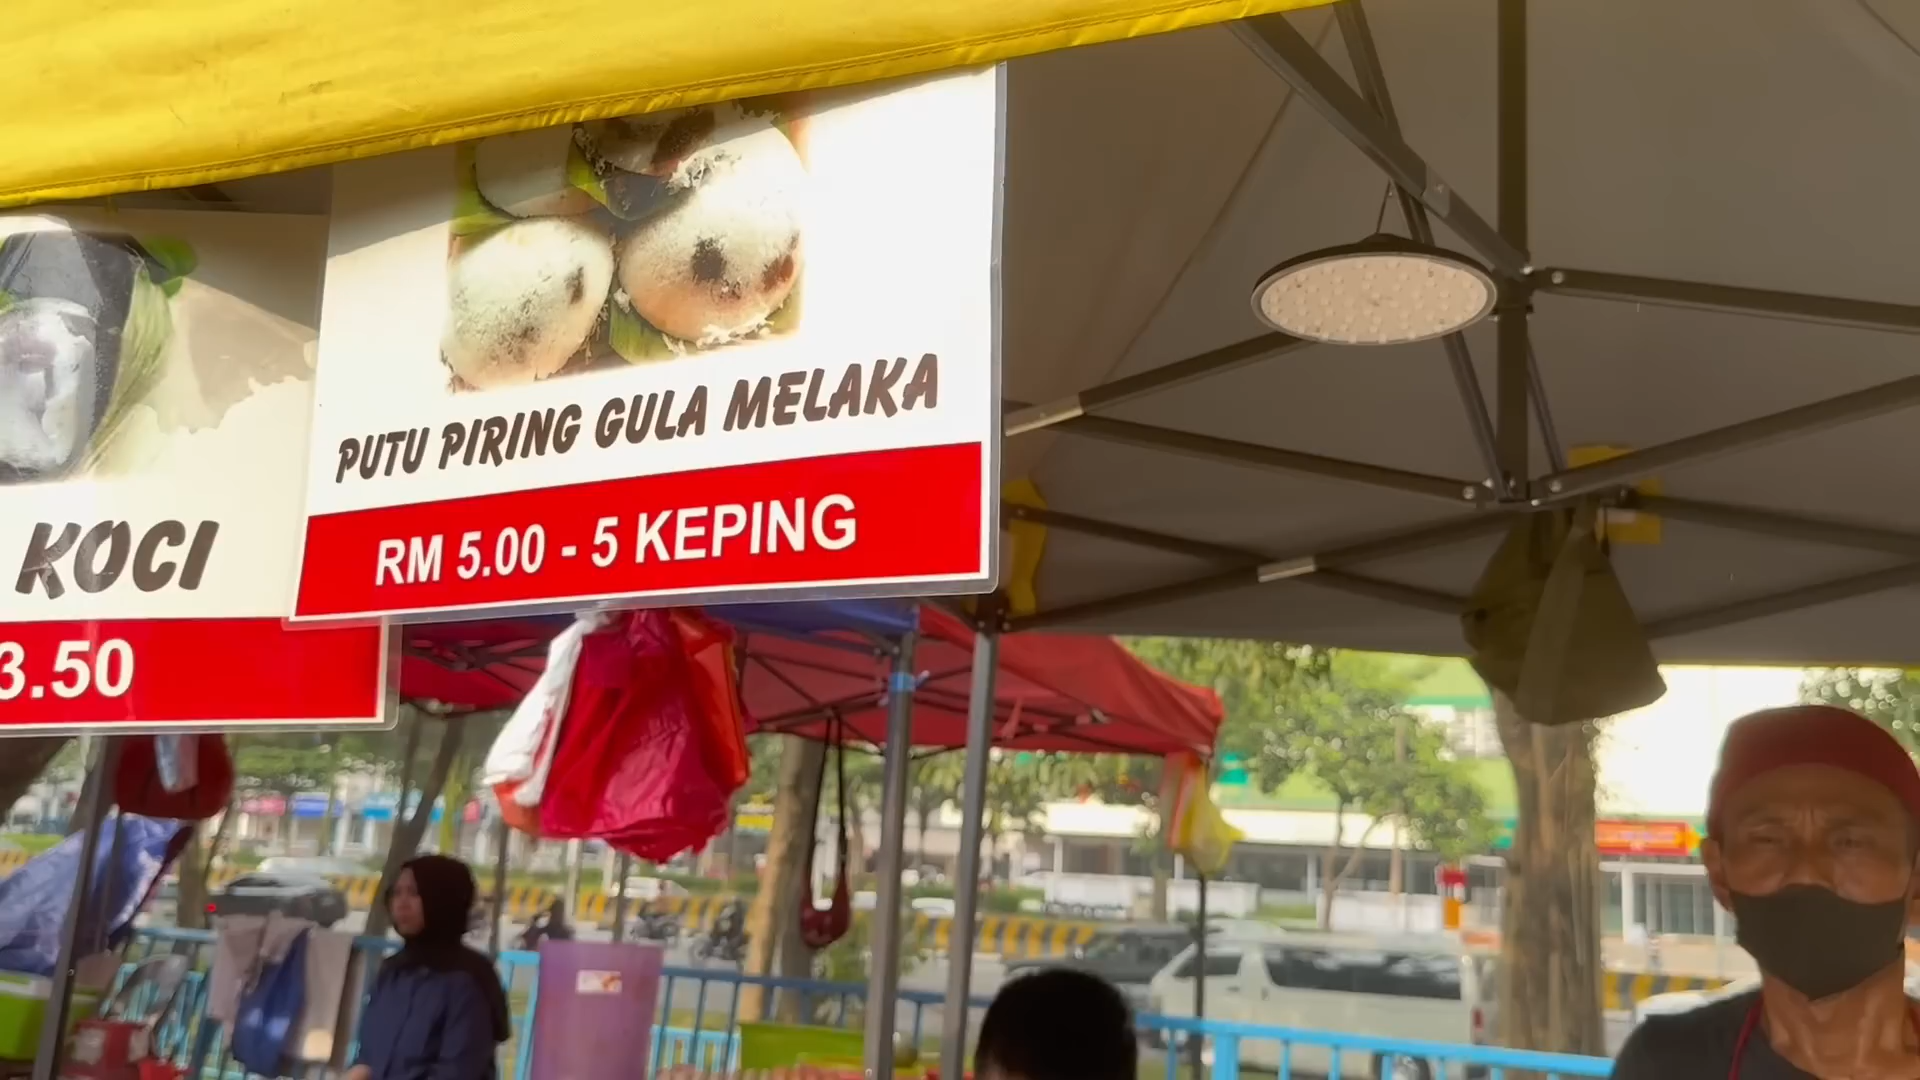 KOCI
3.50
PUTU PIRING GULA MELAKA
RM 5.00 - 5 KEPING